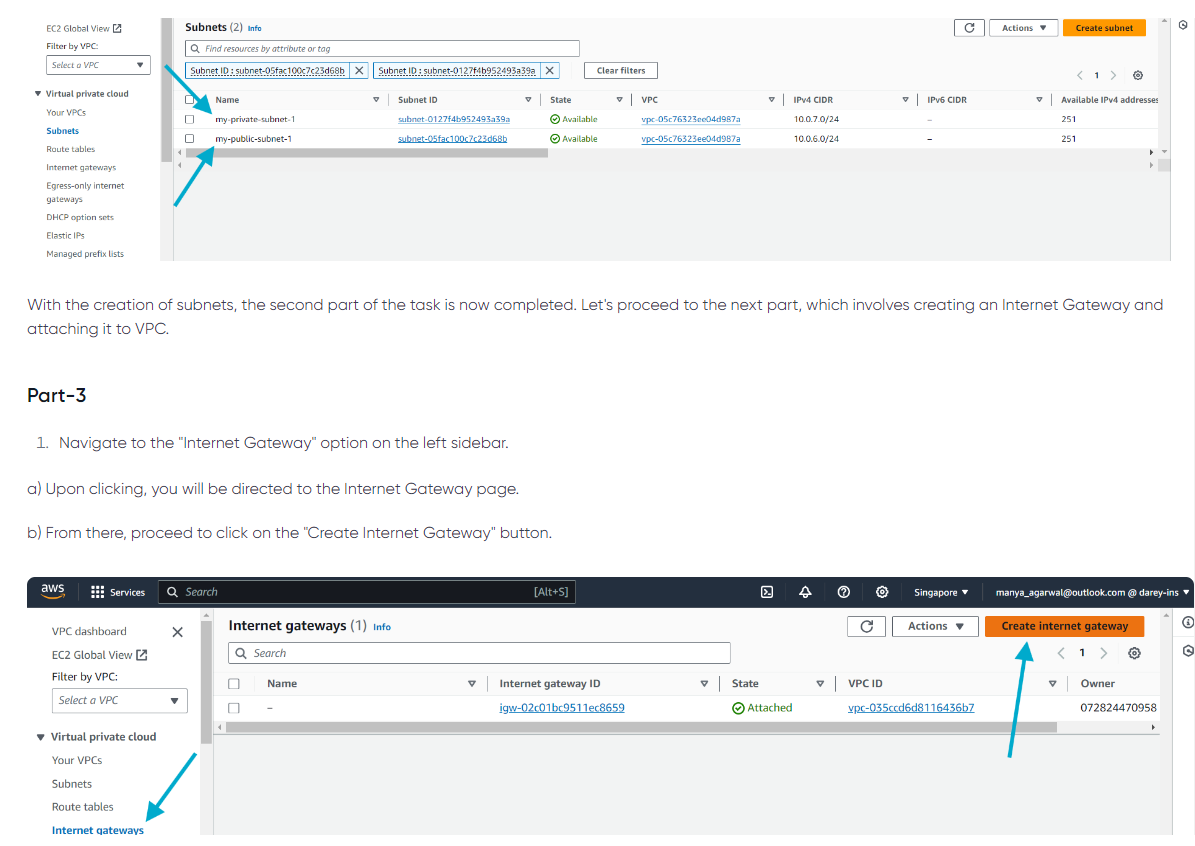 EC2 Global View
Filter by VPC:
Select a VPC
Virtual private cloud
Your VPCs
Subnets
Route tables
Internet gateways
Egress-only internet
gateways
DHCP option sets
Elastic IPs
Managed prefix lists
Subnets (2) Info
Actions
Create subnet
Find resources by attribute or tag
Subnet ID : subnet-05fac100c7c23d68b
Subnet ID : subnet-0127f4b952493a39a
Clear filters
1
Name Subnet ID State VPC IPv4 CIDR IPv6 CIDR Available IPv4 addresses
my-private-subnet-1 subnet-0127f4b952493a39a Available vpc-05c76323ee04d987a 10.0.7.0/24 – 251
my-public-subnet-1 subnet-05fac100c7c23d68b Available vpc-05c76323ee04d987a 10.0.6.0/24 – 251
With the creation of subnets, the second part of the task is now completed. Let's proceed to the next part, which involves creating an Internet Gateway and
attaching it to VPC.
Part-3
1. Navigate to the "Internet Gateway" option on the left sidebar.
a) Upon clicking, you will be directed to the Internet Gateway page.
b) From there, proceed to click on the "Create Internet Gateway" button.
aws Services Search [Alt+S] Singapore manya_agarwal@outlook.com @ darey-ins
VPC dashboard
EC2 Global View
Filter by VPC:
Select a VPC
Virtual private cloud
Your VPCs
Subnets
Route tables
Internet gateways
Internet gateways (1) Info
Actions
Create internet gateway
Search
1
Name Internet gateway ID State VPC ID Owner
– igw-02c01bc9511ec8659 Attached vpc-035ccd6d8116436b7 072824470958